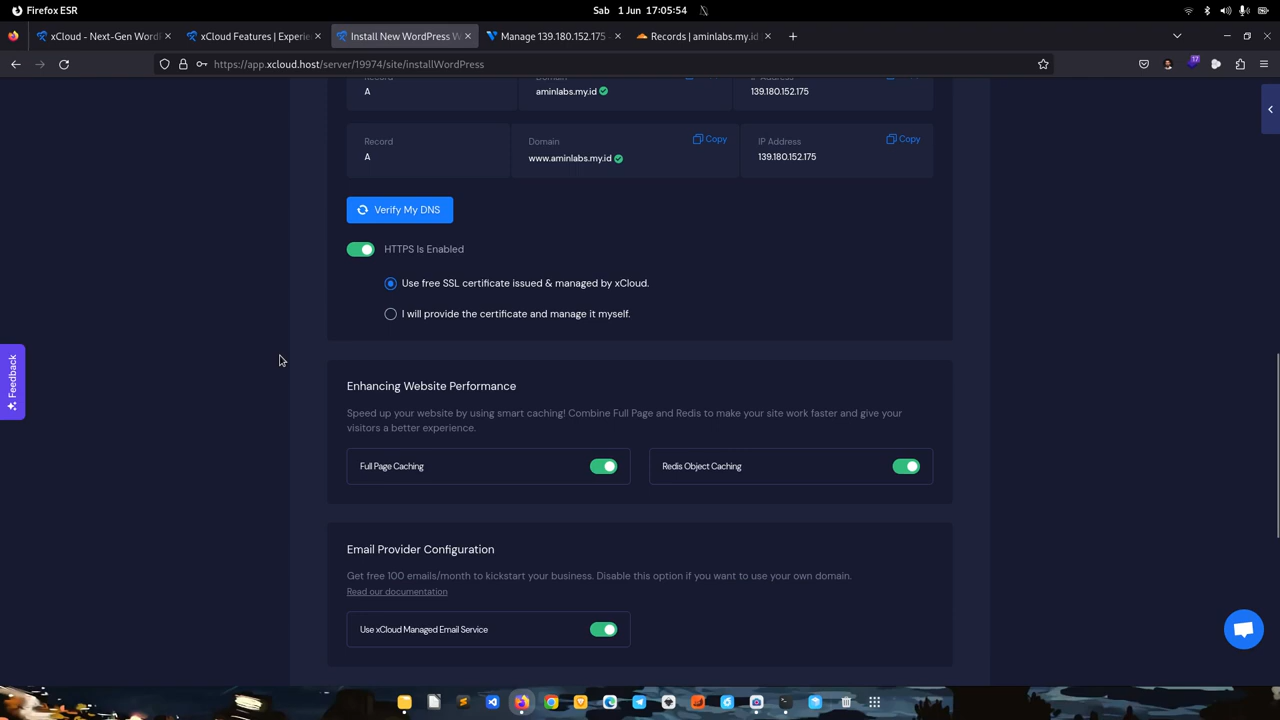 Firefox ESR
Sab 1 Jun 17:05:54
xCloud - Next-Gen WordP
xCloud Features | Experie
Install New WordPress W
Manage 139.180.152.175 -
Records | aminlabs.my.id
https://app.xcloud.host/server/19974/site/installWordPress
17
Record
Domain
IP Address
A
aminlabs.my.id
139.180.152.175
Record
Domain
Copy
IP Address
Copy
A
www.aminlabs.my.id
139.180.152.175
Verify My DNS
HTTPS Is Enabled
Use free SSL certificate issued & managed by xCloud.
I will provide the certificate and manage it myself.
Feedback
Enhancing Website Performance
Speed up your website by using smart caching! Combine Full Page and Redis to make your site work faster and give your
visitors a better experience.
Full Page Caching
Redis Object Caching
Email Provider Configuration
Get free 100 emails/month to kickstart your business. Disable this option if you want to use your own domain.
Read our documentation
Use xCloud Managed Email Service